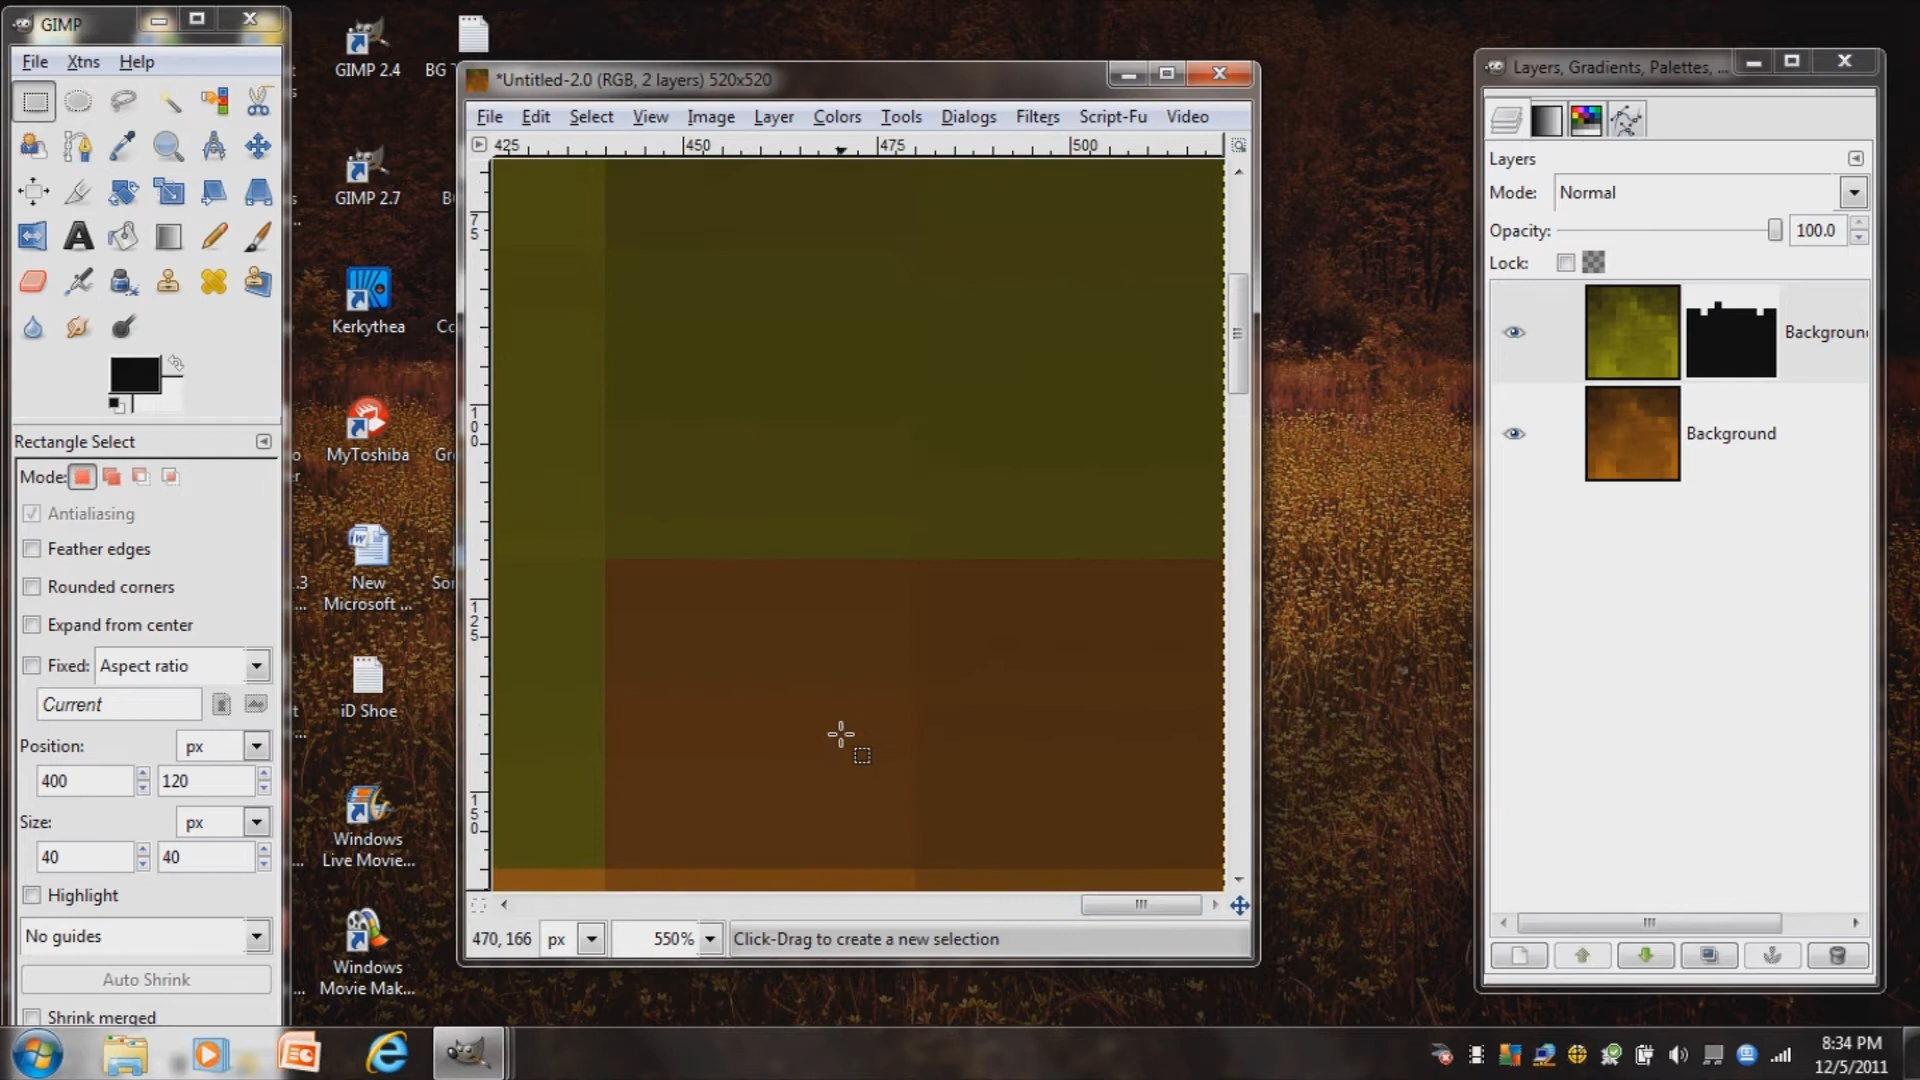 GIMP
File Xtns Help
Rectangle Select
Mode:
Antialiasing
Feather edges
Rounded corners
Expand from center
Fixed: Aspect ratio
Current
Position: px
400 120
Size: px
40 40
Highlight
No guides
Auto Shrink
Shrink merged
GIMP 2.4
BG
GIMP 2.7
Kerkythea
MyToshiba
New
Microsoft ...
iD Shoe
Windows
Live Movie...
Windows
Movie Mak...
*Untitled-2.0 (RGB, 2 layers) 520x520
File Edit Select View Image Layer Colors Tools Dialogs Filters Script-Fu Video
425 450 475 500
75
100
125
150
470, 166 px 550% Click-Drag to create a new selection
Layers, Gradients, Palettes, ...
Layers
Mode: Normal
Opacity: 100.0
Lock:
Background
8:34 PM
12/5/2011